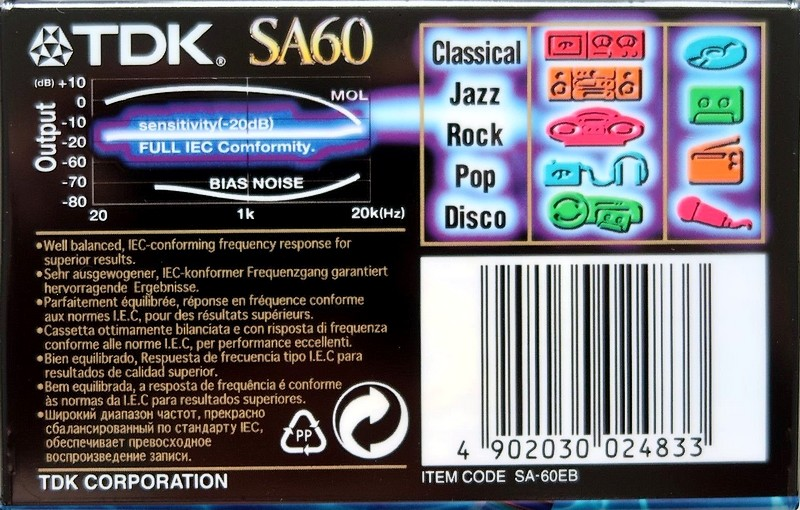 TDK® SA60
(dB) +10
0
-10
-20
-60
-70
-80
Output
MOL
sensitivity(-20dB)
FULL IEC Comformity.
BIAS NOISE
20 1k 20k(Hz)
Classical
Jazz
Rock
Pop
Disco
•Well balanced, IEC-conforming frequency response for
superior results.
•Sehr ausgewogener, IEC-konformer Frequenzgang garantiert
hervorragende Ergebnisse.
•Parfaitement équilibrée, réponse en fréquence conforme
aux normes I.E.C, pour des résultats supérieurs.
•Cassetta ottimamente bilanciata e con risposta di frequenza
conforme alle norme I.E.C, per performance eccellenti.
•Bien equilibrado, Respuesta de frecuencia tipo I.E.C para
resultados de calidad superior.
•Bem equilibrada, a resposta de frequência é conforme
às normas da I.E.C para resultados superiores.
•Широкий диапазон частот, прекрасно
сбалансированный по стандарту IEC,
обеспечивает превосходное
воспроизведение записи.
PP
TDK CORPORATION
4 902030 024833
ITEM CODE SA-60EB